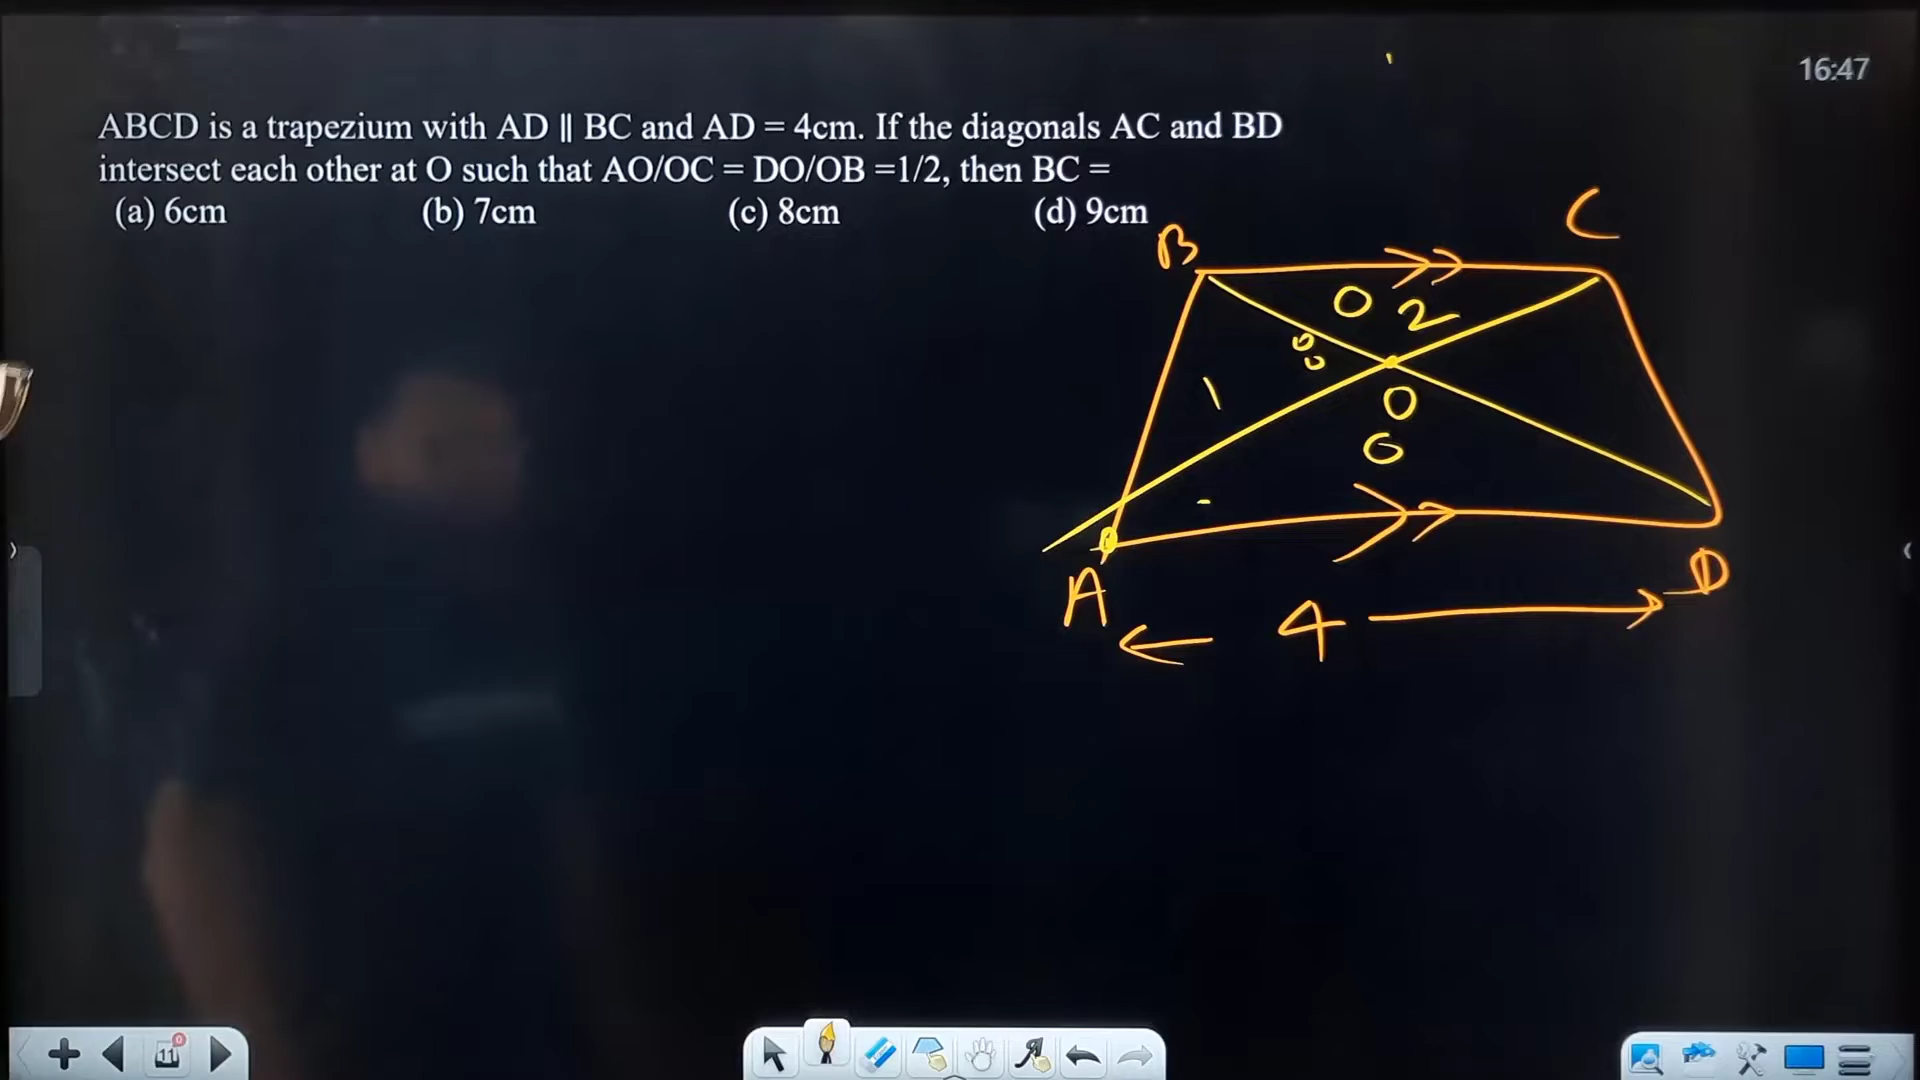 16:47
ABCD is a trapezium with AD || BC and AD = 4cm. If the diagonals AC and BD
intersect each other at O such that AO/OC = DO/OB =1/2, then BC =
(a) 6cm (b) 7cm (c) 8cm (d) 9cm
B C
O 2
1
O
A D
4
11
0